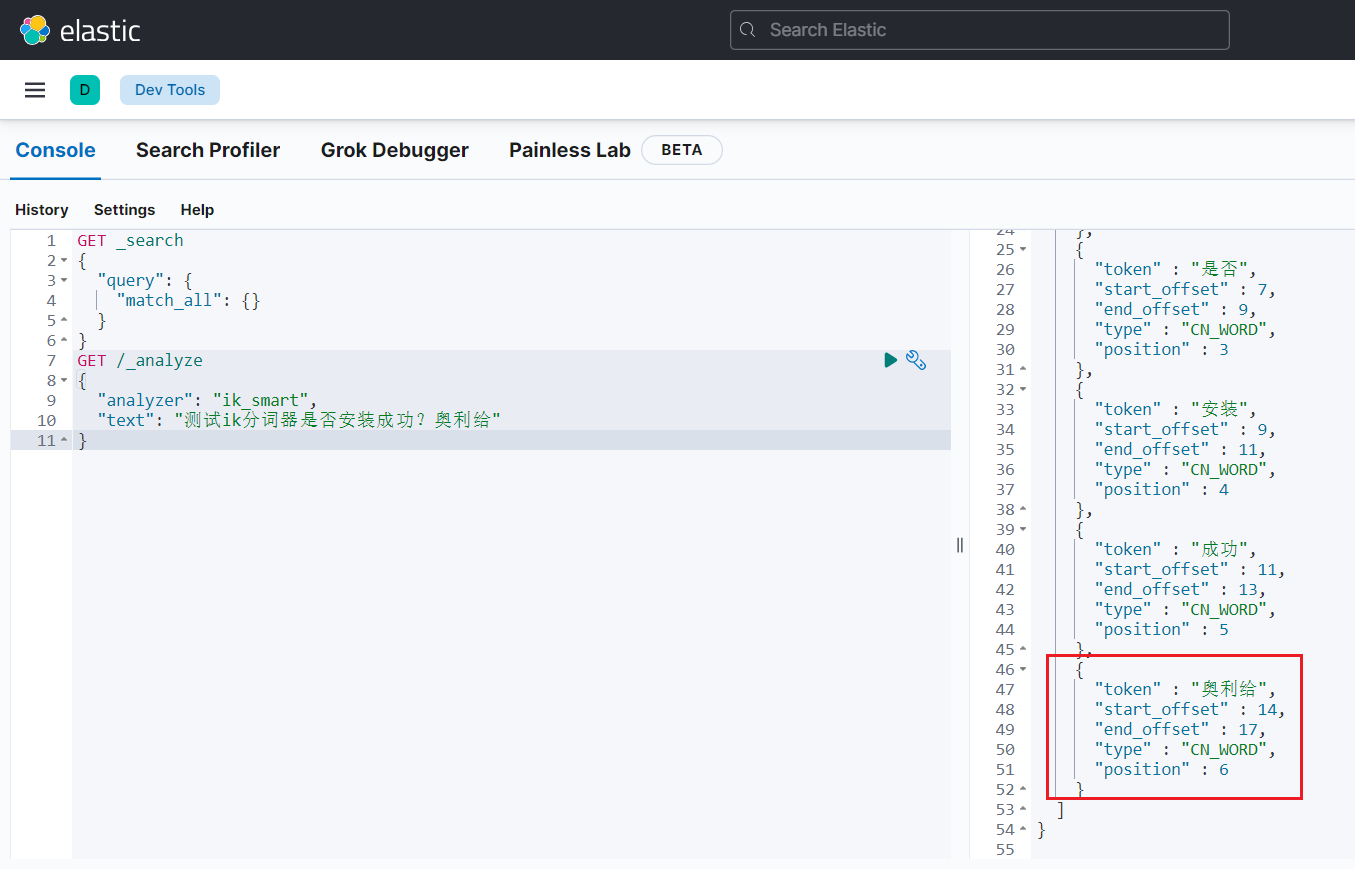 elastic
Search Elastic
D
Dev Tools
Console
Search Profiler
Grok Debugger
Painless Lab
BETA
History
Settings
Help
1 GET _search
2 {
3 "query": {
4 "match_all": {}
5 }
6 }
7 GET /_analyze
8 {
9 "analyzer": "ik_smart",
10 "text": "测试ik分词器是否安装成功？奥利给"
11 }
24 },
25 {
26 "token" : "是否",
27 "start_offset" : 7,
28 "end_offset" : 9,
29 "type" : "CN_WORD",
30 "position" : 3
31 },
32 {
33 "token" : "安装",
34 "start_offset" : 9,
35 "end_offset" : 11,
36 "type" : "CN_WORD",
37 "position" : 4
38 },
39 {
40 "token" : "成功",
41 "start_offset" : 11,
42 "end_offset" : 13,
43 "type" : "CN_WORD",
44 "position" : 5
45 },
46 {
47 "token" : "奥利给",
48 "start_offset" : 14,
49 "end_offset" : 17,
50 "type" : "CN_WORD",
51 "position" : 6
52 }
53 ]
54 }
55